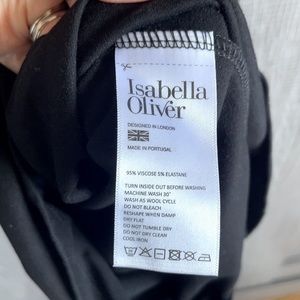 Isabella
Oliver
DESIGNED IN LONDON
MADE IN PORTUGAL
95% VISCOSE 5% ELASTANE
TURN INSIDE OUT BEFORE WASHING
MACHINE WASH 30°
WASH AS WOOL CYCLE
DO NOT BLEACH
RESHAPE WHEN DAMP
DRY FLAT
DO NOT TUMBLE DRY
DO NOT DRY CLEAN
COOL IRON